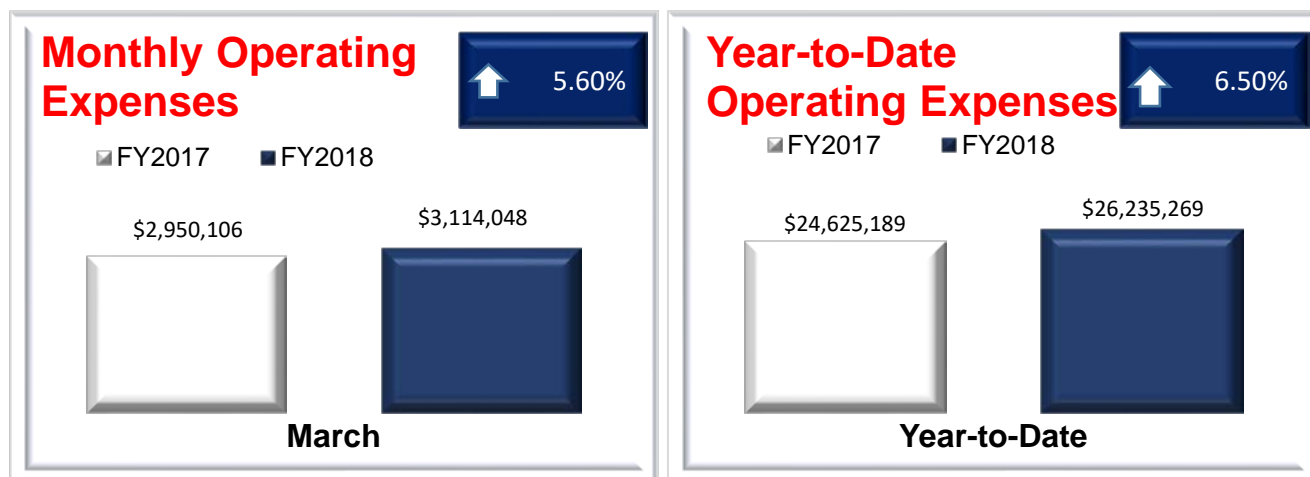 Monthly Operating
Expenses
5.60%
FY2017 FY2018
$2,950,106
$3,114,048
March
Year-to-Date
Operating Expenses
6.50%
FY2017 FY2018
$24,625,189
$26,235,269
Year-to-Date